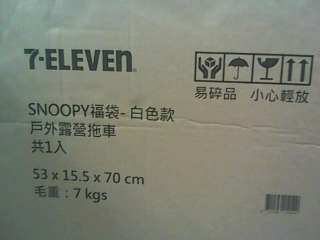 7-ELEVEN
易碎品 小心輕放
SNOOPY福袋- 白色款
戶外露營拖車
共1入
53 x 15.5 x 70 cm
毛重：7 kgs